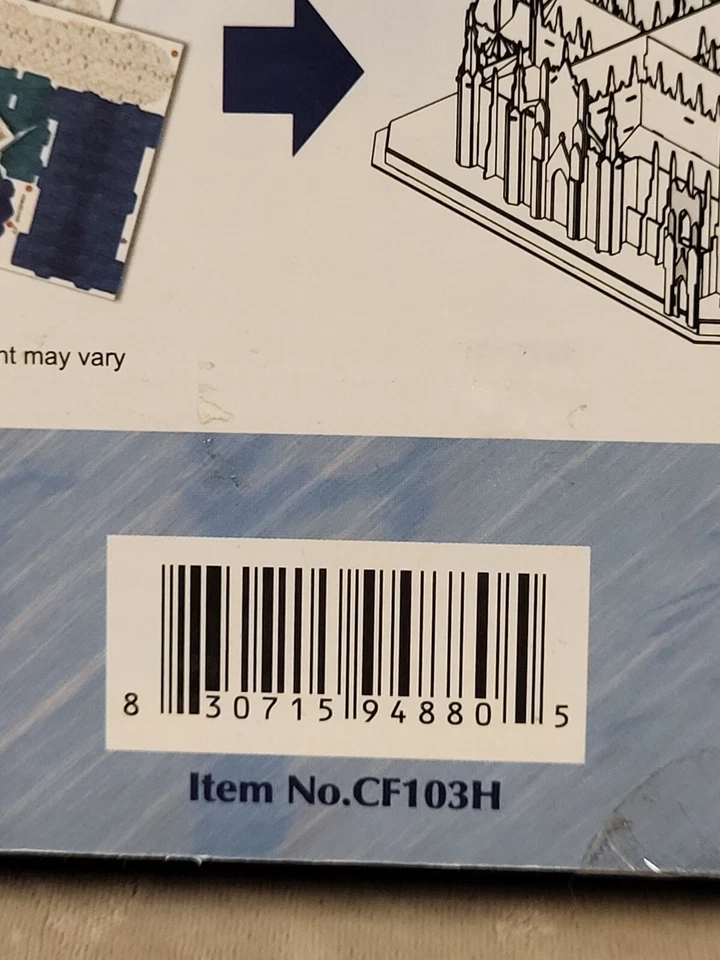 nt may vary
8 30715 94880 5
Item No.CF103H